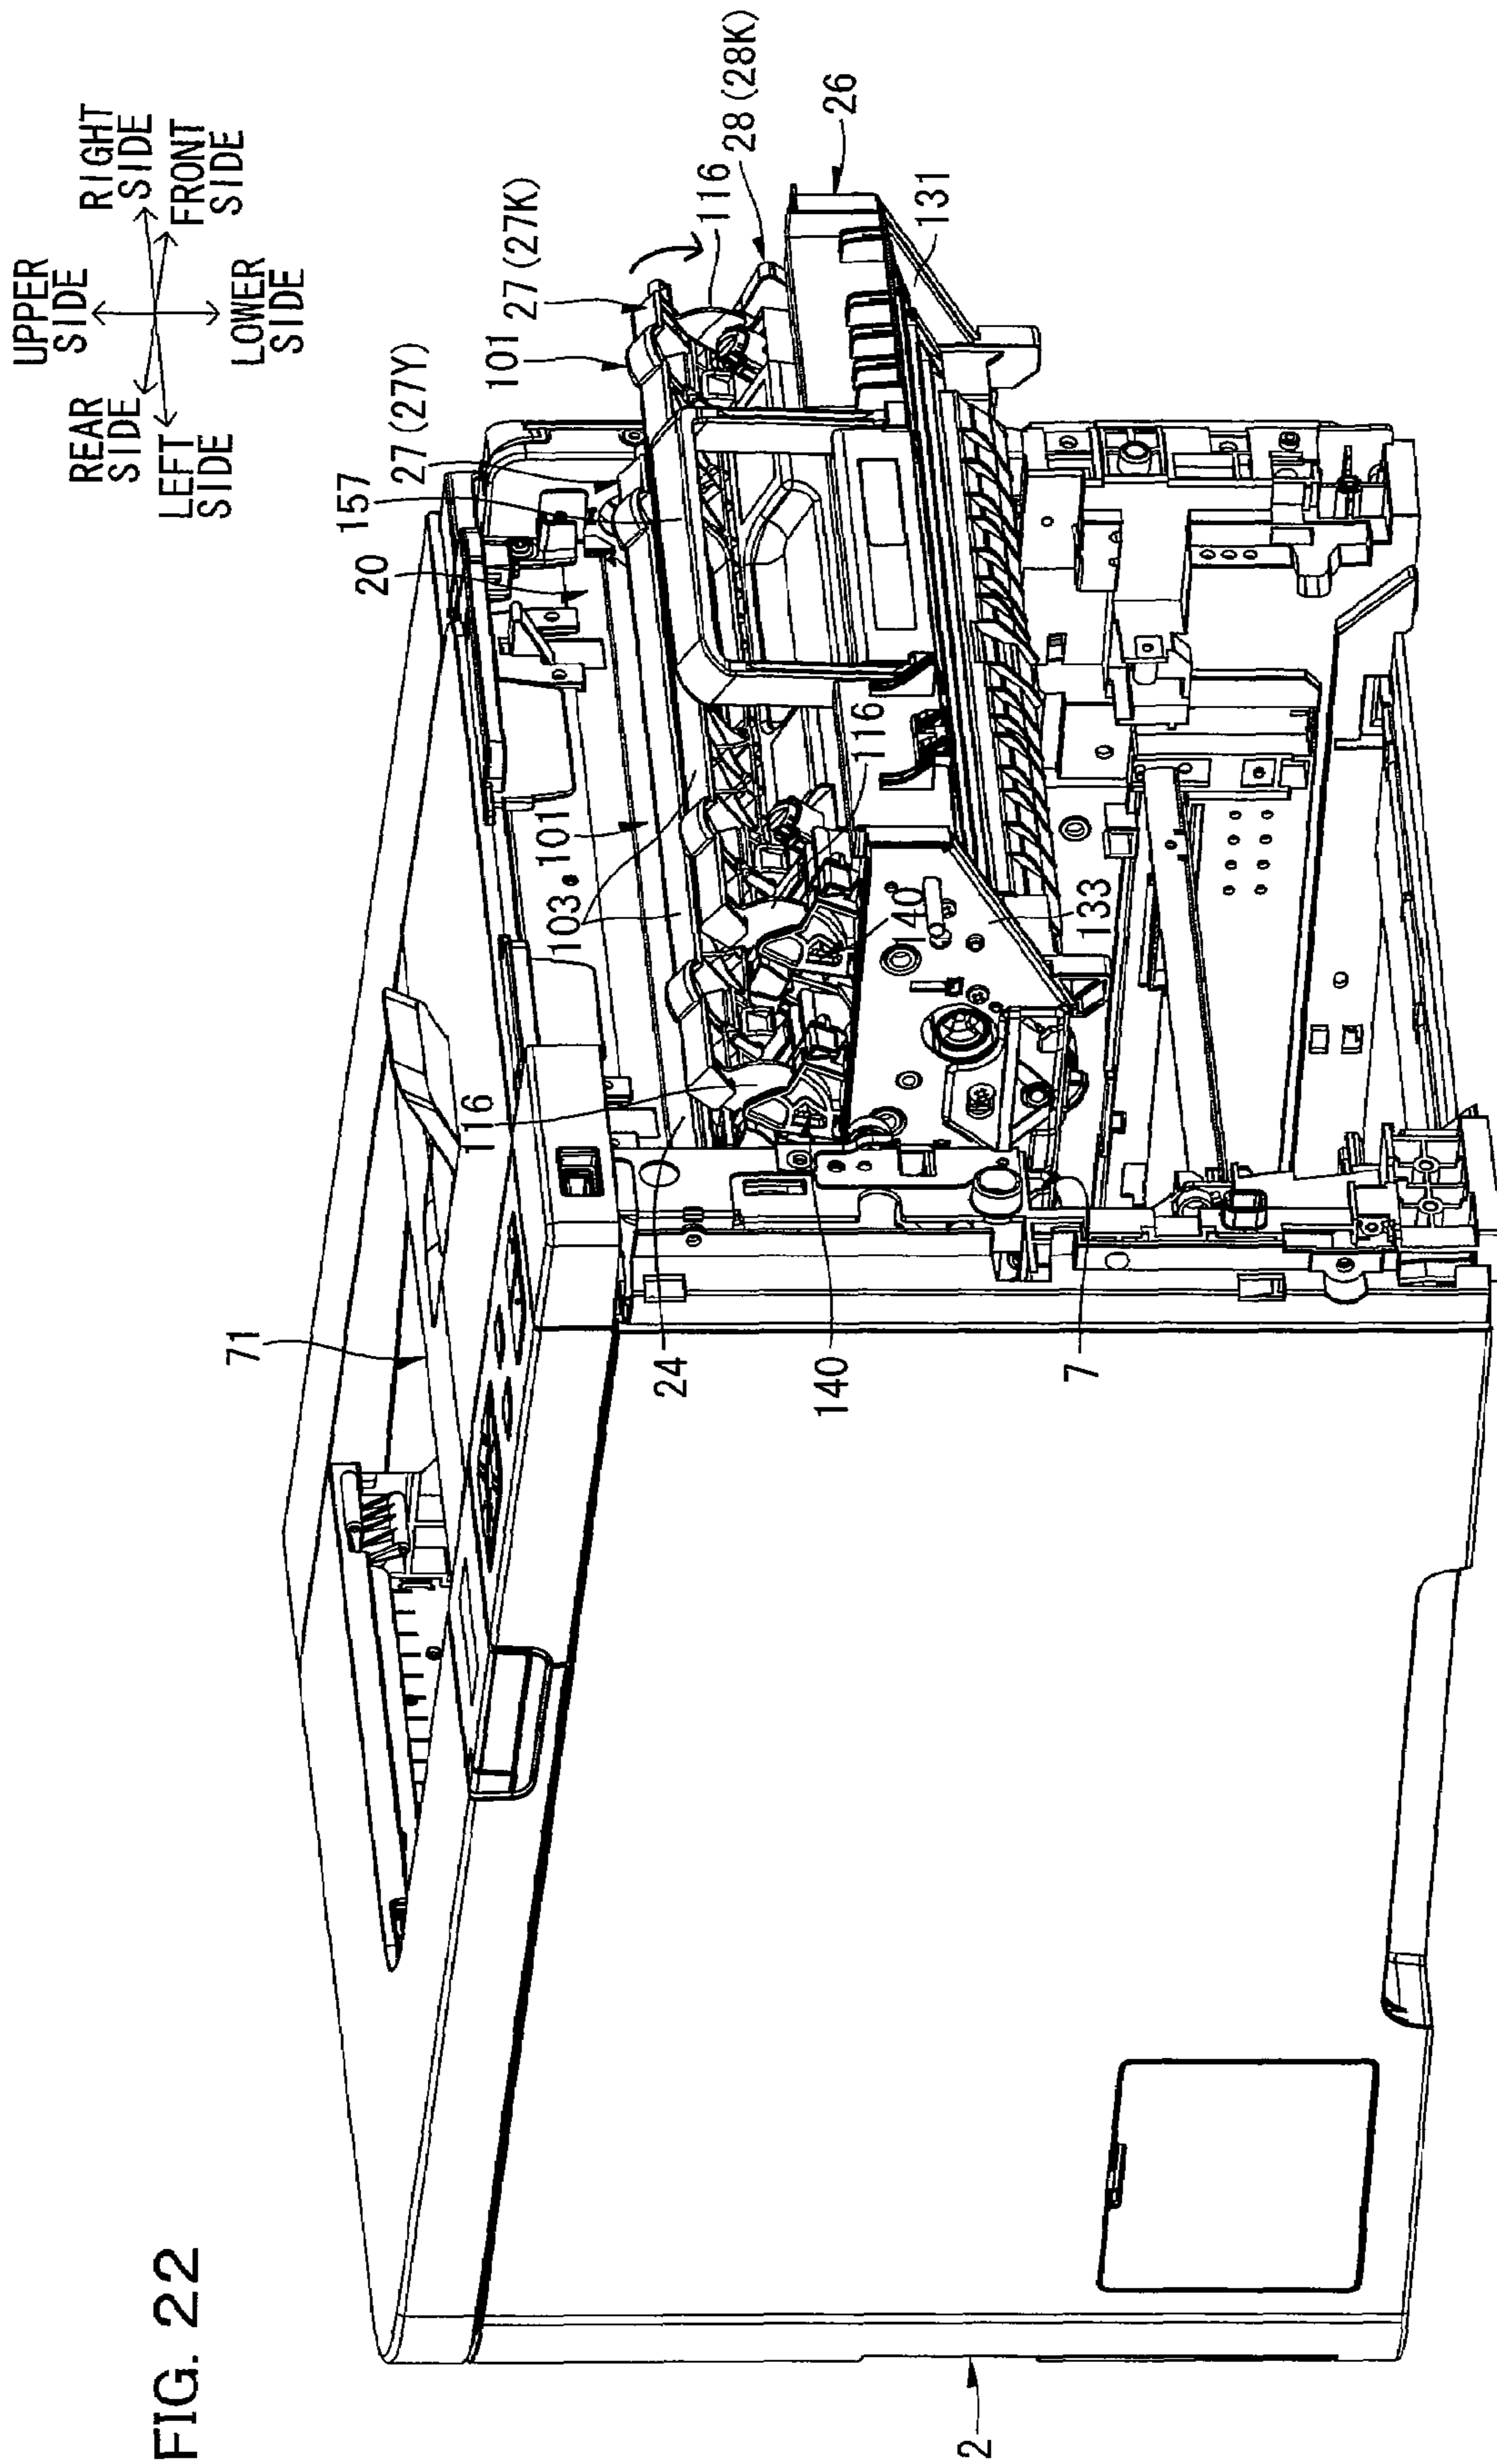 FIG. 22
UPPER
SIDE
REAR
SIDE
RIGHT
SIDE
LEFT
SIDE
FRONT
SIDE
LOWER
SIDE
71
20
157
27 (27Y)
101
27 (27K)
116
28 (28K)
26
131
101
103
116
116
24
140
140
133
7
2